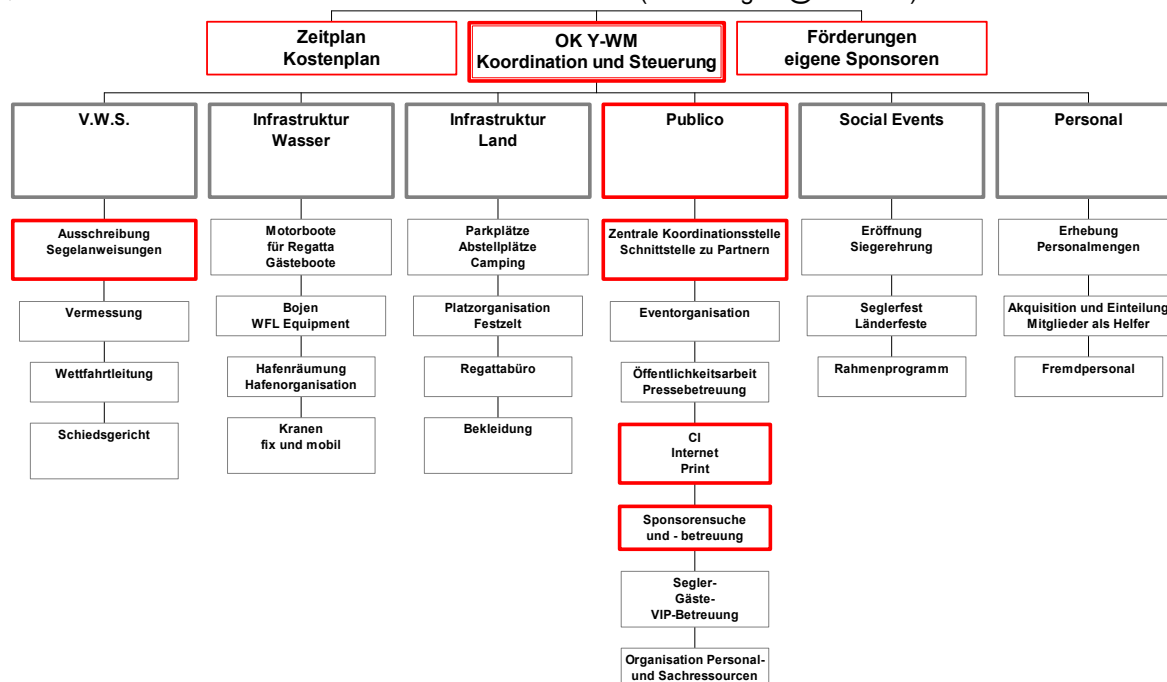 Zeitplan
Kostenplan
OK Y-WM
Koordination und Steuerung
Förderungen
eigene Sponsoren
V.W.S.
Infrastruktur
Wasser
Infrastruktur
Land
Publico
Social Events
Personal
Ausschreibung
Segelanweisungen
Motorboote
für Regatta
Gästeboote
Parkplätze
Abstellplätze
Camping
Zentrale Koordinationsstelle
Schnittstelle zu Partnern
Eröffnung
Siegerehrung
Erhebung
Personalmengen
Vermessung
Bojen
WFL Equipment
Platzorganisation
Festzelt
Eventorganisation
Seglerfest
Länderfeste
Akquisition und Einteilung
Mitglieder als Helfer
Wettfahrtleitung
Hafenräumung
Hafenorganisation
Regattabüro
Öffentlichkeitsarbeit
Pressebetreuung
Rahmenprogramm
Fremdpersonal
Schiedsgericht
Kranen
fix und mobil
Bekleidung
CI
Internet
Print
Sponsorensuche
und - betreuung
Segler-
Gäste-
VIP-Betreuung
Organisation Personal-
und Sachressourcen